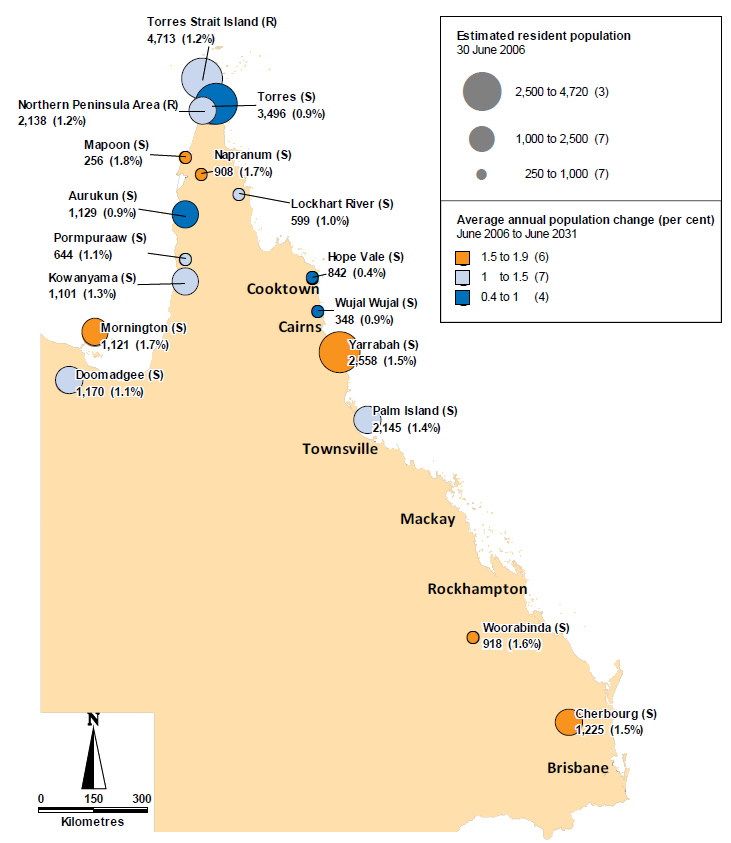 Torres Strait Island (R)
4,713 (1.2%)
Estimated resident population
30 June 2006
2,500 to 4,720 (3)
1,000 to 2,500 (7)
250 to 1,000 (7)
Average annual population change (per cent)
June 2006 to June 2031
1.5 to 1.9 (6)
1 to 1.5 (7)
0.4 to 1 (4)
Northern Peninsula Area (R)
2,138 (1.2%)
Torres (S)
3,496 (0.9%)
Mapoon (S)
256 (1.8%)
Napranum (S)
908 (1.7%)
Aurukun (S)
1,129 (0.9%)
Lockhart River (S)
599 (1.0%)
Pormpuraaw (S)
644 (1.1%)
Hope Vale (S)
842 (0.4%)
Kowanyama (S)
1,101 (1.3%)
Cooktown
Wujal Wujal (S)
348 (0.9%)
Cairns
Mornington (S)
1,121 (1.7%)
Yarrabah (S)
2,558 (1.5%)
Doomadgee (S)
1,170 (1.1%)
Palm Island (S)
2,145 (1.4%)
Townsville
Mackay
Rockhampton
Woorabinda (S)
918 (1.6%)
Cherbourg (S)
1,225 (1.5%)
Brisbane
N
0 150 300
Kilometres